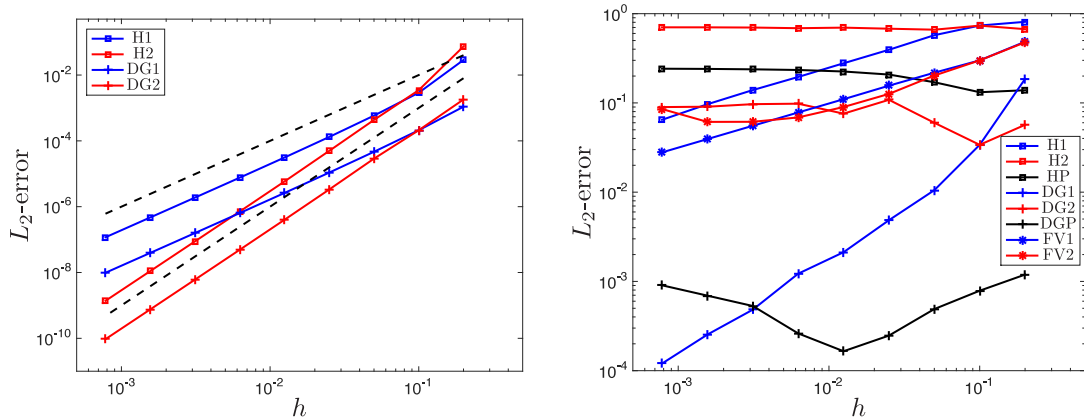 H1
H2
DG1
DG2
10⁻²
10⁻⁴
10⁻⁶
10⁻⁸
10⁻¹⁰
L₂-error
10⁻³
10⁻²
10⁻¹
h
10⁰
10⁻¹
10⁻²
10⁻³
10⁻⁴
L₂-error
H1
H2
HP
DG1
DG2
DGP
FV1
FV2
10⁻³
10⁻²
10⁻¹
h